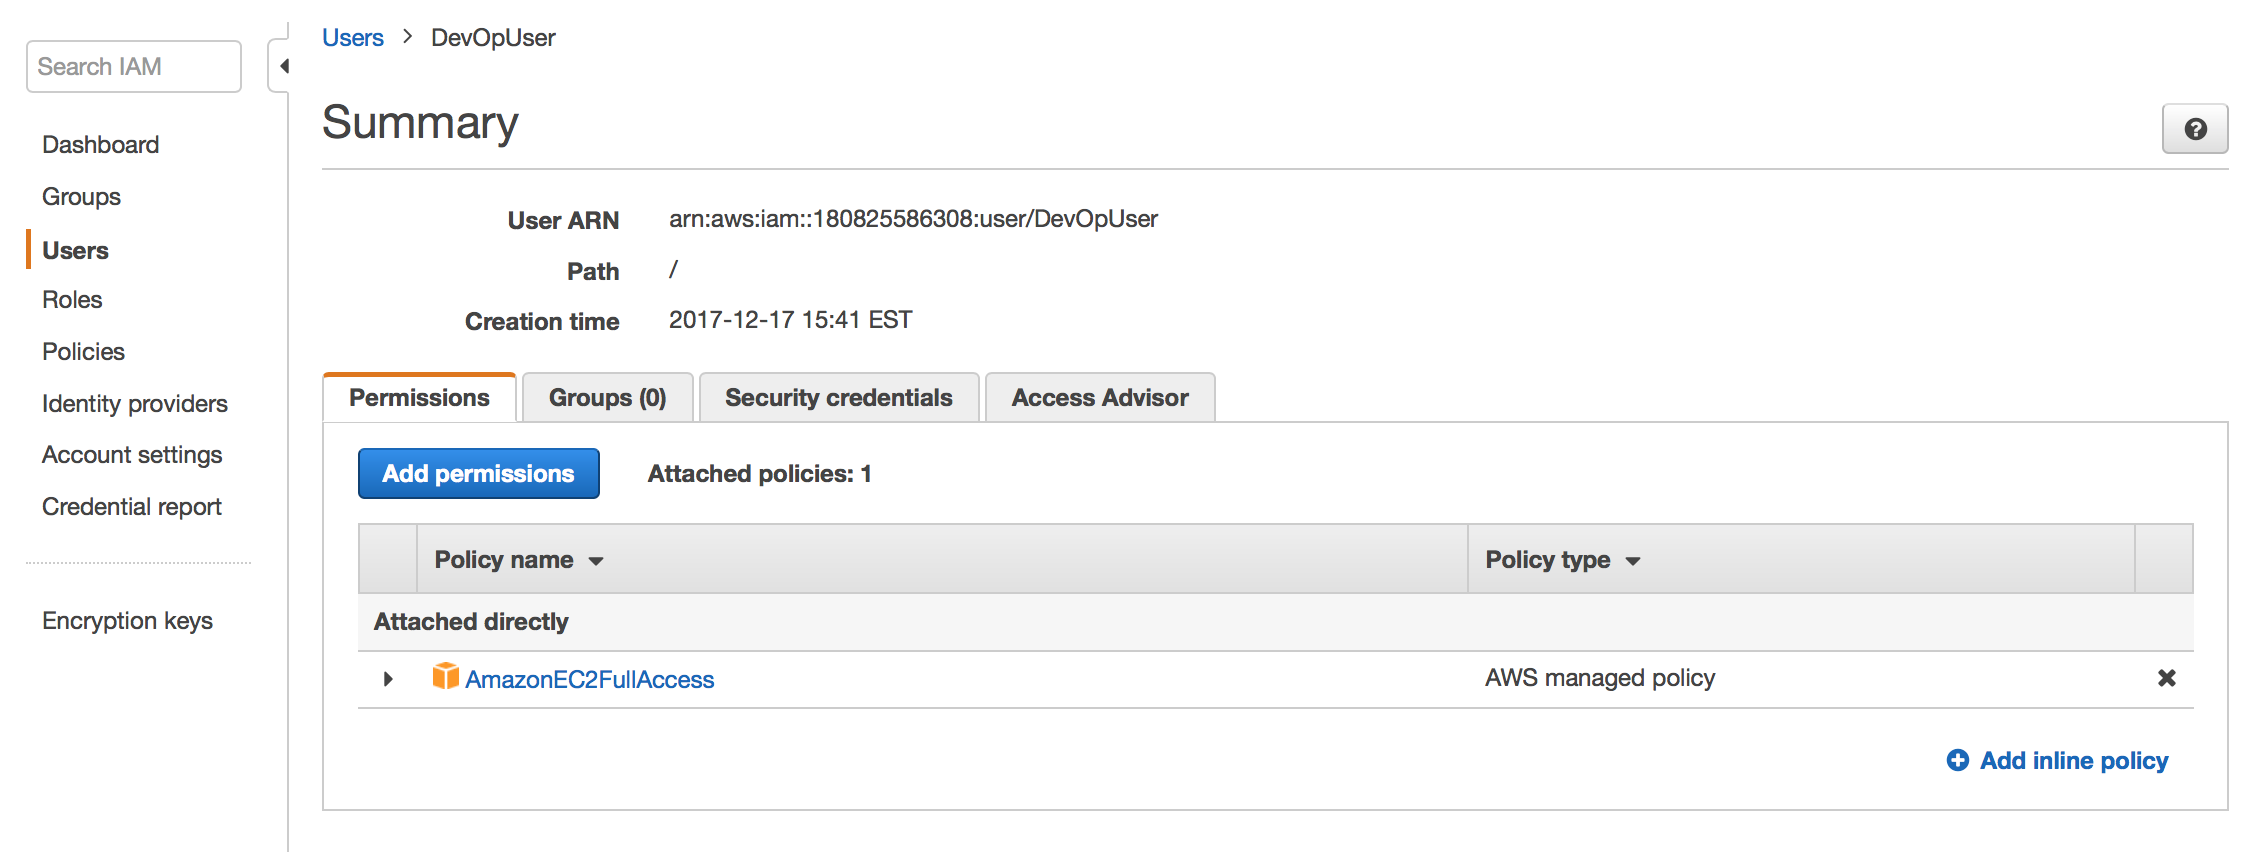 Search IAM
Dashboard
Groups
Users
Roles
Policies
Identity providers
Account settings
Credential report
Encryption keys
Users > DevOpUser
Summary
User ARN arn:aws:iam::180825586308:user/DevOpUser
Path /
Creation time 2017-12-17 15:41 EST
Permissions Groups (0) Security credentials Access Advisor
Add permissions Attached policies: 1
Policy name Policy type
Attached directly
AmazonEC2FullAccess AWS managed policy
Add inline policy